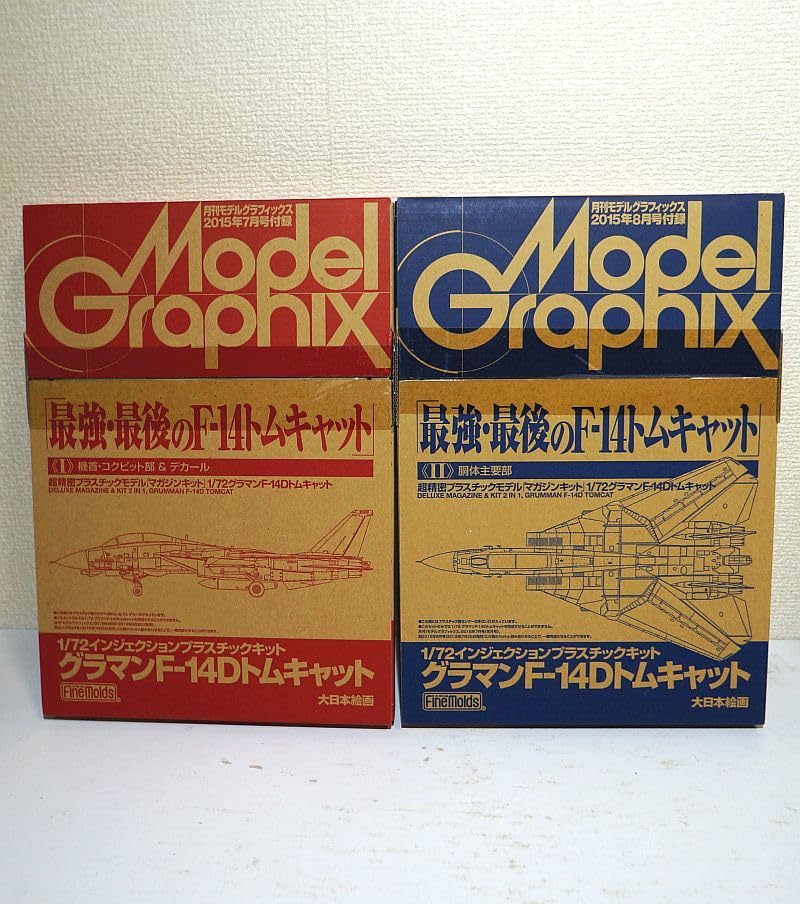 月刊モデルグラフィックス
2015年7月号付録
Model
Graphix
「最強・最後のF-14トムキャット」
《I》機首・コクピット部 & デカール
超精密プラスチックモデル「マガジンキット」1/72グラマンF-14Dトムキャット
DELUXE MAGAZINE & KIT 2 IN 1, GRUMMAN F-14D TOMCAT
1/72インジェクションプラスチックキット
グラマンF-14Dトムキャット
FineMolds
大日本絵画
月刊モデルグラフィックス
2015年8月号付録
Model
Graphix
「最強・最後のF-14トムキャット」
《II》胴体主要部
超精密プラスチックモデル「マガジンキット」1/72グラマンF-14Dトムキャット
DELUXE MAGAZINE & KIT 2 IN 1, GRUMMAN F-14D TOMCAT
1/72インジェクションプラスチックキット
グラマンF-14Dトムキャット
FineMolds
大日本絵画